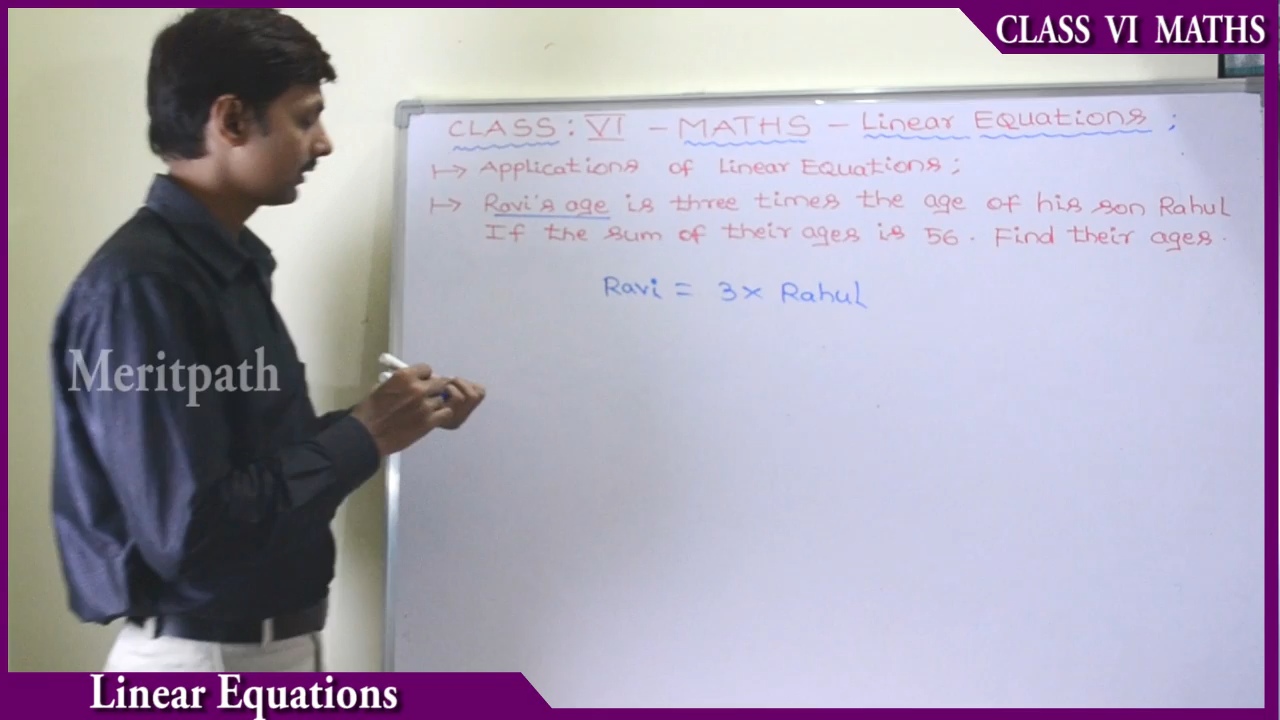 CLASS VI MATHS
CLASS : VI - MATHS - Linear Equations ;
↦ Applications of Linear Equations ;
↦ Ravi's age is three times the age of his son Rahul
If the sum of their ages is 56. Find their ages.
Ravi = 3 × Rahul
Meritpath
Linear Equations